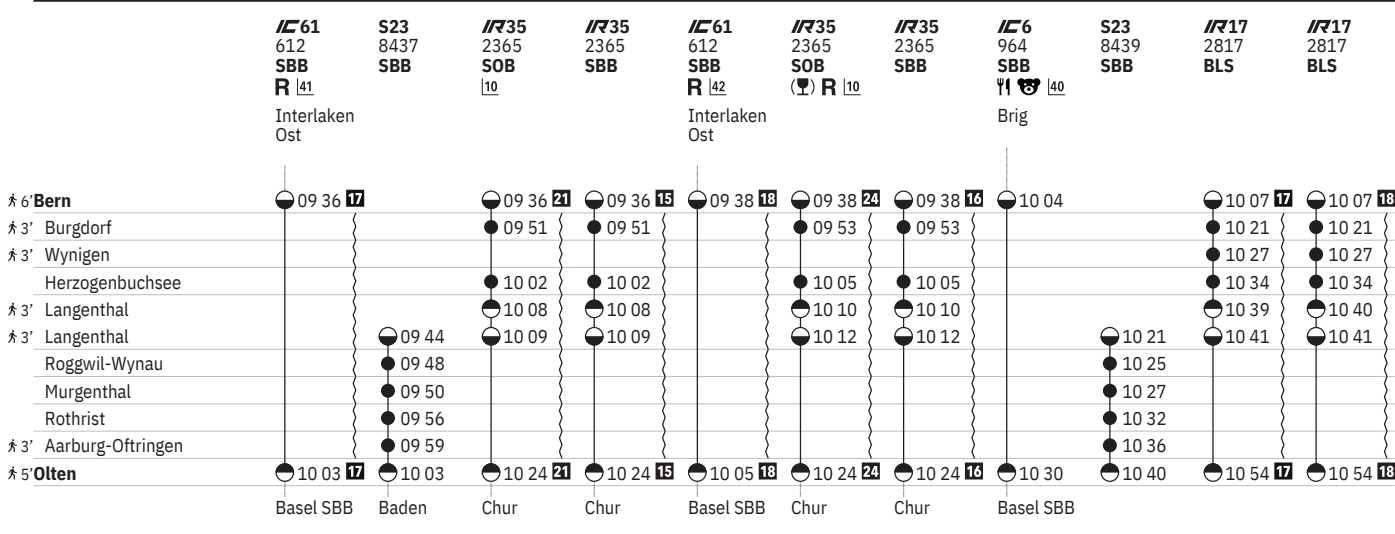 IC61 S23 IR35 IR35 IC61 IR35 IR35 IC6 S23 IR17 IR17
612 8437 2365 2365 612 2365 2365 964 8439 2817 2817
SBB SBB SOB SBB SBB SOB SBB SBB SBB BLS BLS
R 41 10 R 42 R 10 40
Interlaken Interlaken Brig
Ost Ost
6’ Bern 09 36 17 09 36 21 09 36 15 09 38 18 09 38 24 09 38 16 10 04 10 07 17 10 07 18
3’ Burgdorf 09 51 09 51 09 53 09 53 10 21 10 21
3’ Wynigen 10 27 10 27
Herzogenbuchsee 10 02 10 02 10 05 10 05 10 34 10 34
3’ Langenthal 10 08 10 08 10 10 10 10 10 39 10 40
3’ Langenthal 09 44 10 09 10 09 10 12 10 12 10 21 10 41 10 41
Roggwil-Wynau 09 48 10 25
Murgenthal 09 50 10 27
Rothrist 09 56 10 32
3’ Aarburg-Oftringen 09 59 10 36
5’ Olten 10 03 17 10 03 10 24 21 10 24 15 10 05 18 10 24 24 10 24 16 10 30 10 40 10 54 17 10 54 18
Basel SBB Baden Chur Chur Basel SBB Chur Chur Basel SBB